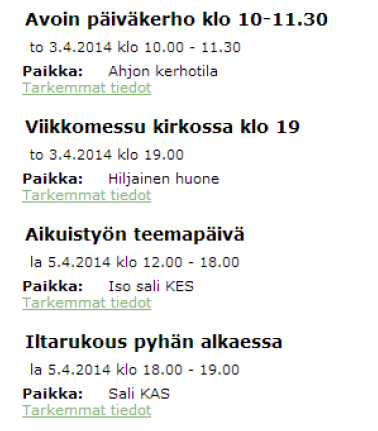 Avoin päiväkerho klo 10-11.30
to 3.4.2014 klo 10.00 - 11.30
Paikka: Ahjon kerhotila
Tarkemmat tiedot
Viikkomessu kirkossa klo 19
to 3.4.2014 klo 19.00
Paikka: Hiljainen huone
Tarkemmat tiedot
Aikuistyön teemapäivä
la 5.4.2014 klo 12.00 - 18.00
Paikka: Iso sali KES
Tarkemmat tiedot
Iltarukous pyhän alkaessa
la 5.4.2014 klo 18.00 - 19.00
Paikka: Sali KAS
Tarkemmat tiedot